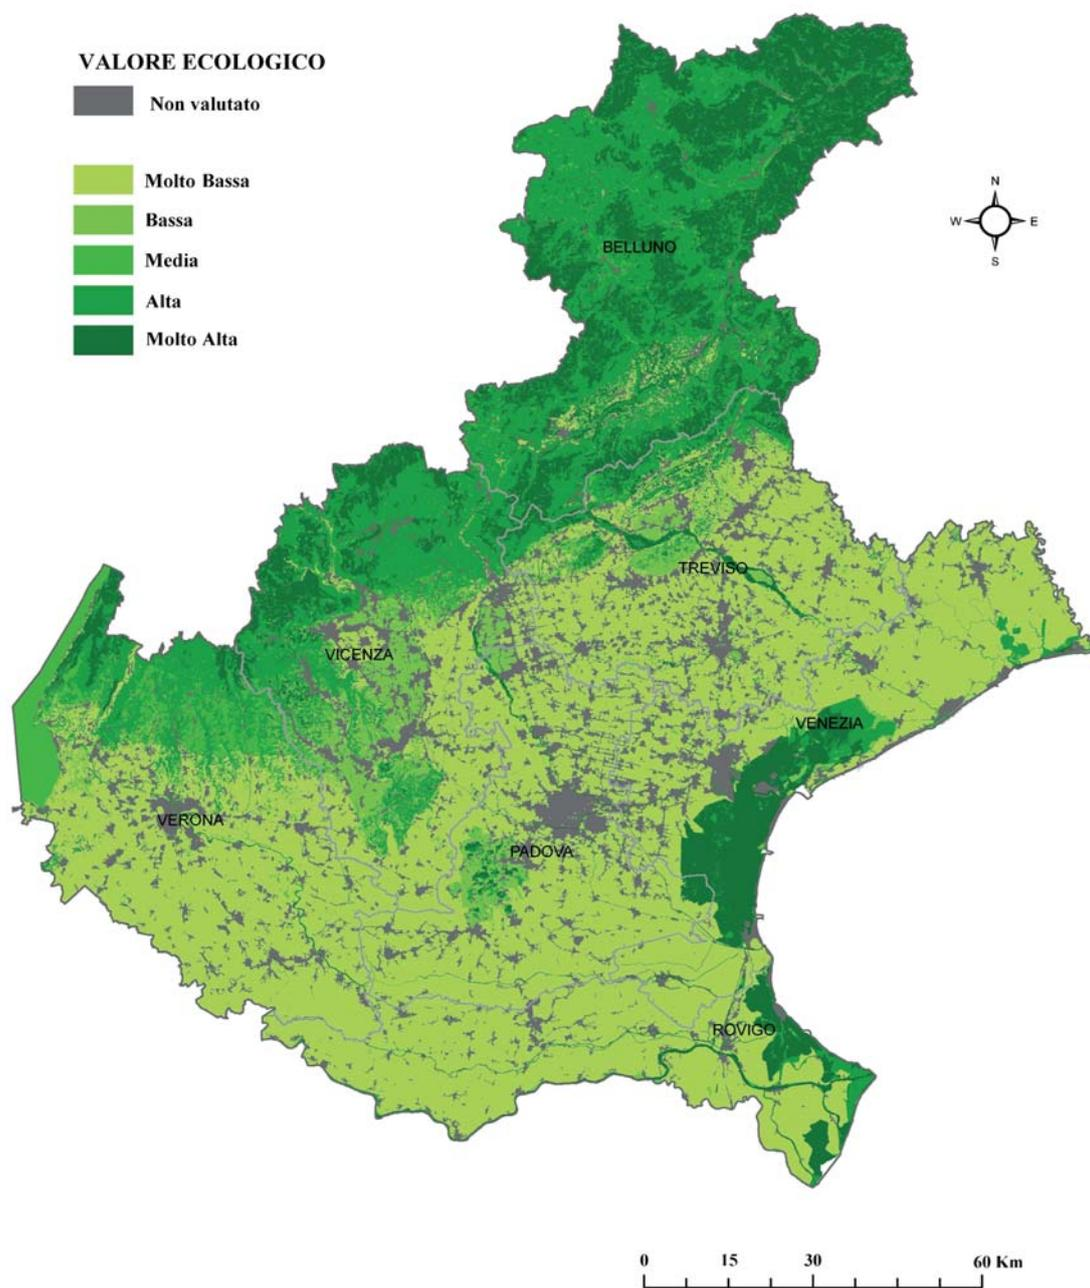 VALORE ECOLOGICO
Non valutato
Molto Bassa
Bassa
Media
Alta
Molto Alta
N
W E
S
BELLUNO
TREVISO
VICENZA
VENEZIA
VERONA
PADOVA
ROVIGO
0 15 30 60 Km